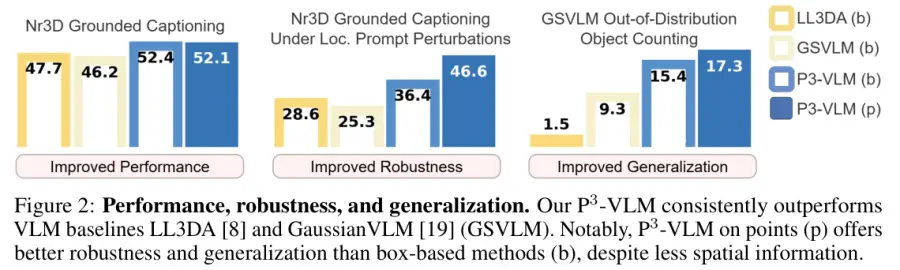 Nr3D Grounded Captioning
47.7
46.2
52.4
52.1
Improved Performance
Nr3D Grounded Captioning
Under Loc. Prompt Perturbations
28.6
25.3
36.4
46.6
Improved Robustness
GSVLM Out-of-Distribution
Object Counting
1.5
9.3
15.4
17.3
Improved Generalization
LL3DA (b)
GSVLM (b)
P3-VLM (b)
P3-VLM (p)
Figure 2: Performance, robustness, and generalization. Our P³-VLM consistently outperforms
VLM baselines LL3DA [8] and GaussianVLM [19] (GSVLM). Notably, P³-VLM on points (p) offers
better robustness and generalization than box-based methods (b), despite less spatial information.